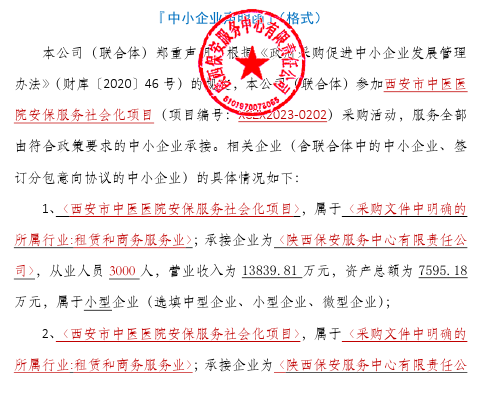 『中小企业声明函』（格式）
本公司（联合体）郑重声明，根据《政府采购促进中小企业发展管理
办法》（财库〔2020〕46 号）的规定，本公司（联合体）参加西安市中医医
院安保服务社会化项目（项目编号：XCZX2023-0202）采购活动，服务全部
由符合政策要求的中小企业承接。相关企业（含联合体中的中小企业、签
订分包意向协议的中小企业）的具体情况如下：
1、〈西安市中医医院安保服务社会化项目〉，属于〈采购文件中明确的
所属行业:租赁和商务服务业〉；承接企业为〈陕西保安服务中心有限责任公
司〉，从业人员 3000 人，营业收入为 13839.81 万元，资产总额为 7595.18
万元，属于小型企业（选填中型企业、小型企业、微型企业）；
2、〈西安市中医医院安保服务社会化项目〉，属于〈采购文件中明确的
所属行业:租赁和商务服务业〉；承接企业为〈陕西保安服务中心有限责任公
陕西保安服务中心有限责任公司